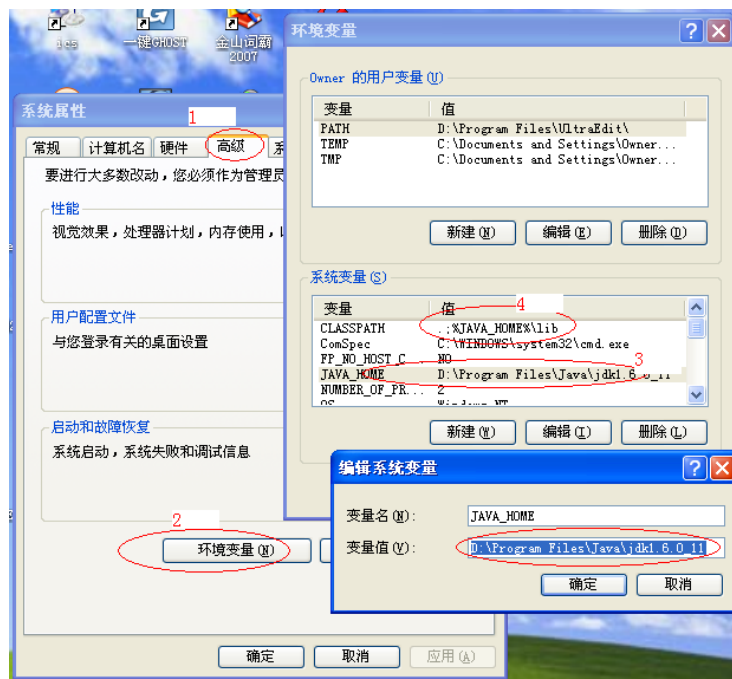 ics
一键GHOST
金山词霸
2007
环境变量
Owner 的用户变量(U)
变量 值
PATH D:\Program Files\UltraEdit\
TEMP C:\Documents and Settings\Owner...
TMP C:\Documents and Settings\Owner...
新建(N) 编辑(E) 删除(D)
系统变量(S)
变量 值
4
CLASSPATH .;%JAVA_HOME%\lib
ComSpec C:\WINDOWS\system32\cmd.exe
FP_NO_HOST_C... NO
3
JAVA_HOME D:\Program Files\Java\jdk1.6.0_11
NUMBER_OF_PR... 2
OS Windows_NT
新建(W) 编辑(I) 删除(L)
系统属性
1
常规 计算机名 硬件 高级
要进行大多数改动，您必须作为管理员
性能
视觉效果，处理器计划，内存使用，
用户配置文件
与您登录有关的桌面设置
启动和故障恢复
系统启动，系统失败和调试信息
2
环境变量(N)
确定 取消 应用(A)
编辑系统变量
变量名(N): JAVA_HOME
变量值(V): D:\Program Files\Java\jdk1.6.0_11
确定 取消